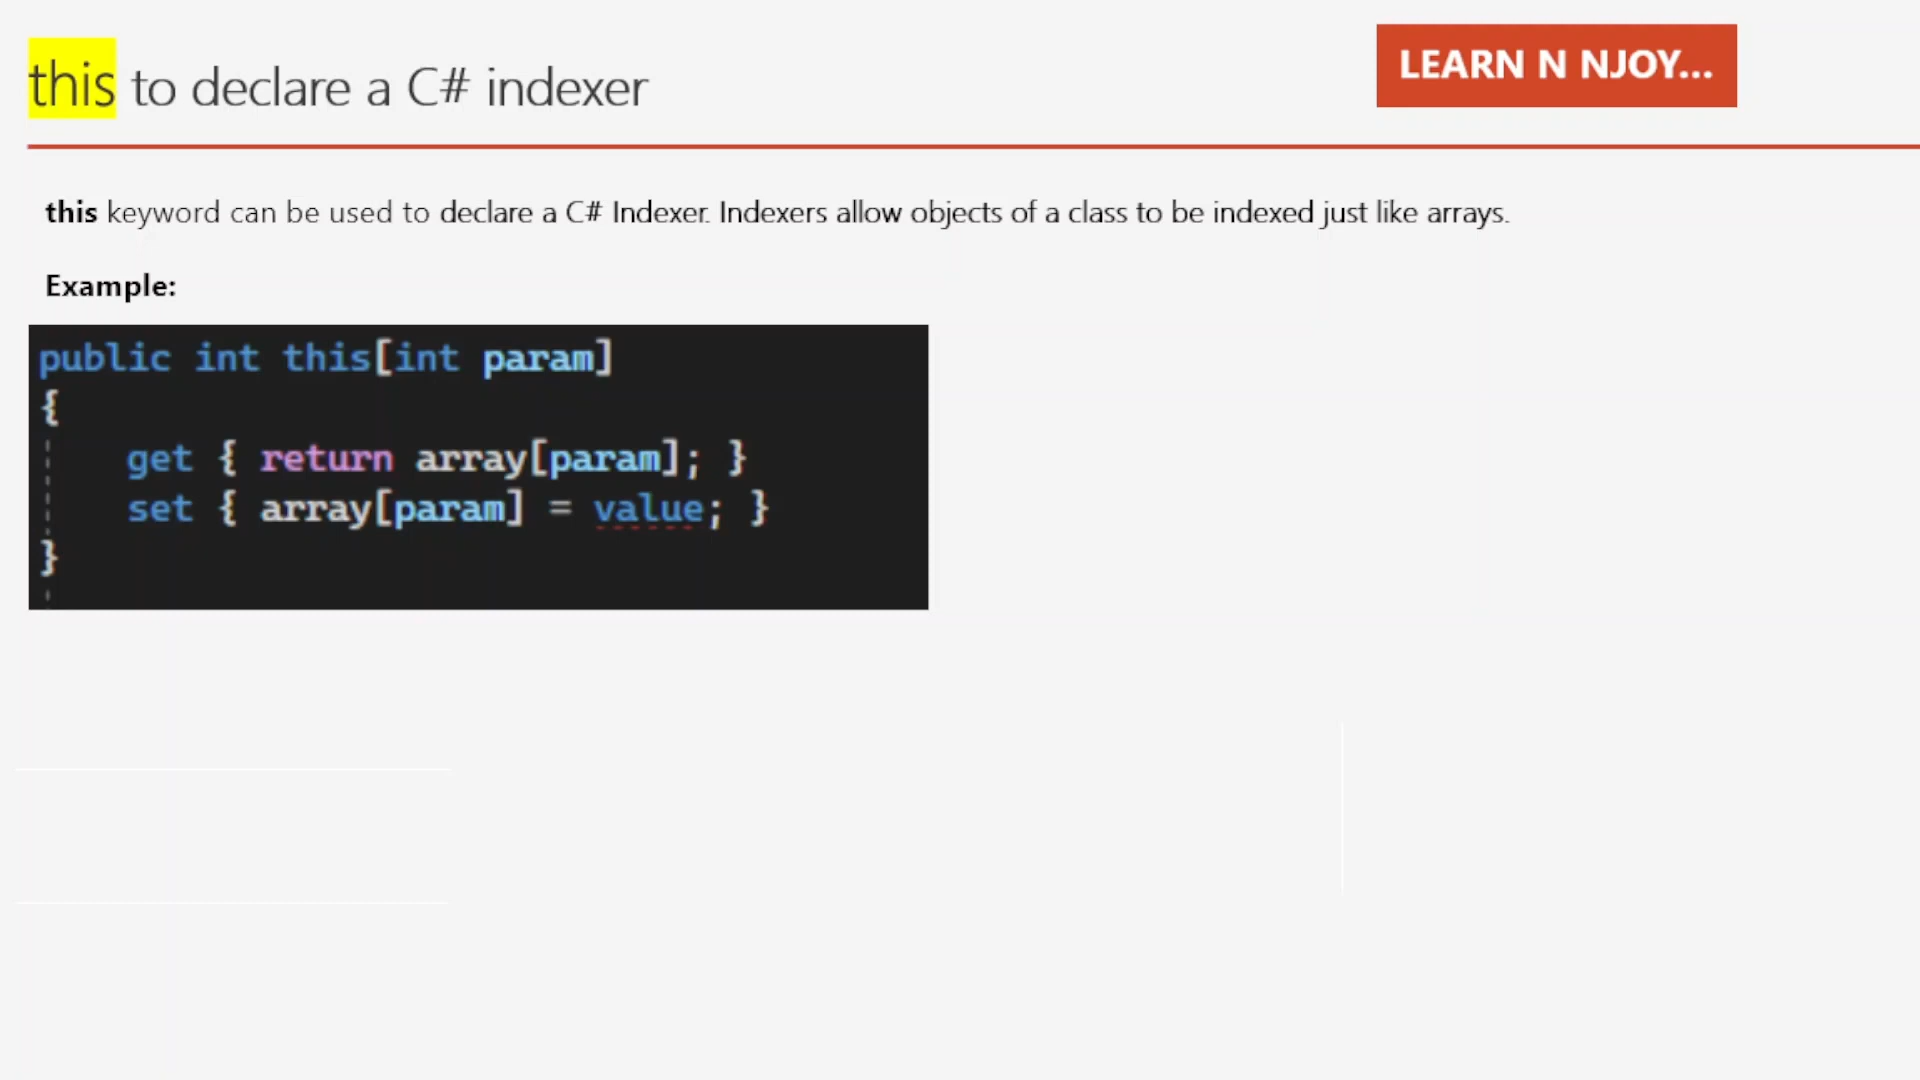 this to declare a C# indexer
LEARN N NJOY...
this keyword can be used to declare a C# Indexer. Indexers allow objects of a class to be indexed just like arrays.
Example:
public int this[int param]
{
get { return array[param]; }
set { array[param] = value; }
}